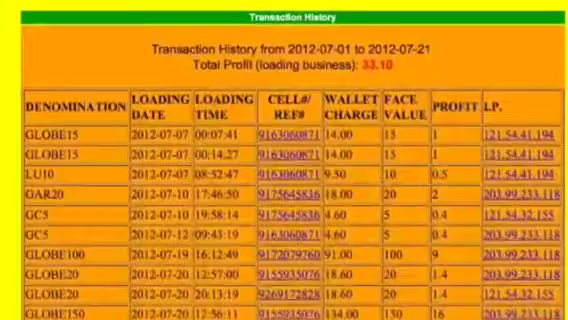 Transaction History
Transaction History from 2012-07-01 to 2012-07-21
Total Profit (loading business): 33.10
DENOMINATION LOADING DATE LOADING TIME CELL#/ REF# WALLET CHARGE FACE VALUE PROFIT I.P.
GLOBE15 2012-07-07 00:07:41 9163060871 14.00 15 1 121.54.41.194
GLOBE15 2012-07-07 00:14:27 9163060871 14.00 15 1 121.54.41.194
LU10 2012-07-07 08:52:47 9163060871 9.50 10 0.5 121.54.41.194
GAR20 2012-07-10 17:46:50 9175645836 18.00 20 2 203.99.233.118
GC5 2012-07-10 19:58:14 9175645836 4.60 5 0.4 121.54.32.155
GC5 2012-07-12 09:43:19 9163060871 4.60 5 0.4 203.99.233.118
GLOBE100 2012-07-19 16:12:49 9172079760 91.00 100 9 203.99.233.118
GLOBE20 2012-07-20 12:57:00 9155935076 18.60 20 1.4 203.99.233.118
GLOBE20 2012-07-20 20:13:19 9269172828 18.60 20 1.4 121.54.32.155
GLOBE150 2012-07-20 12:56:11 9155935076 134.00 150 16 203.99.233.118